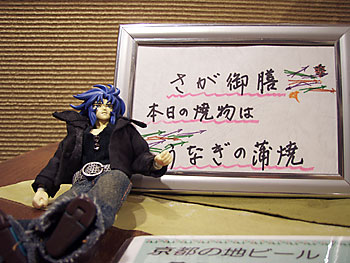 さが御膳
本日の焼物は
うなぎの蒲焼
京都の地ビール